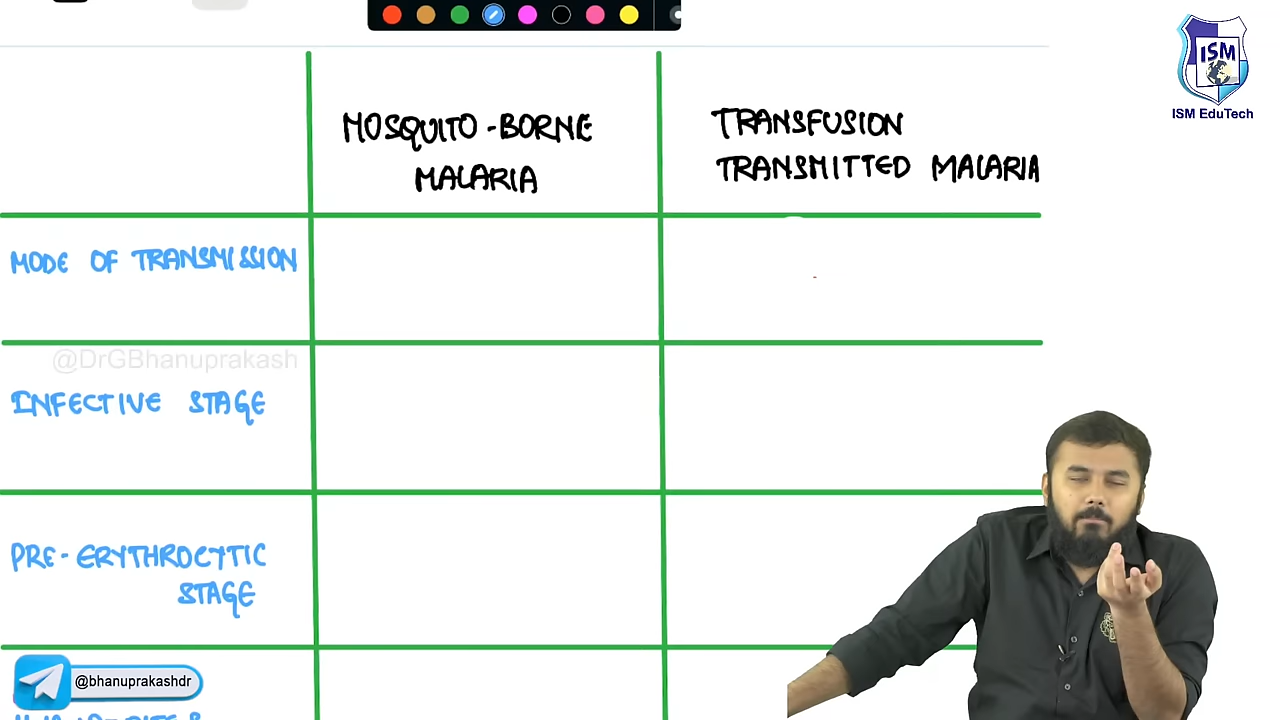 ISM
ISM EduTech
MOSQUITO-BORNE
MALARIA
TRANSFUSION
TRANSMITTED MALARIA
MODE OF TRANSMISSION
@DrGBhanuprakash
INFECTIVE STAGE
PRE-ERYTHROCYTIC
STAGE
@bhanuprakashdr